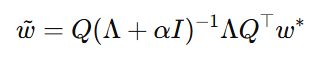 w̃ = Q(Λ + αI)⁻¹ΛQ⊤w*